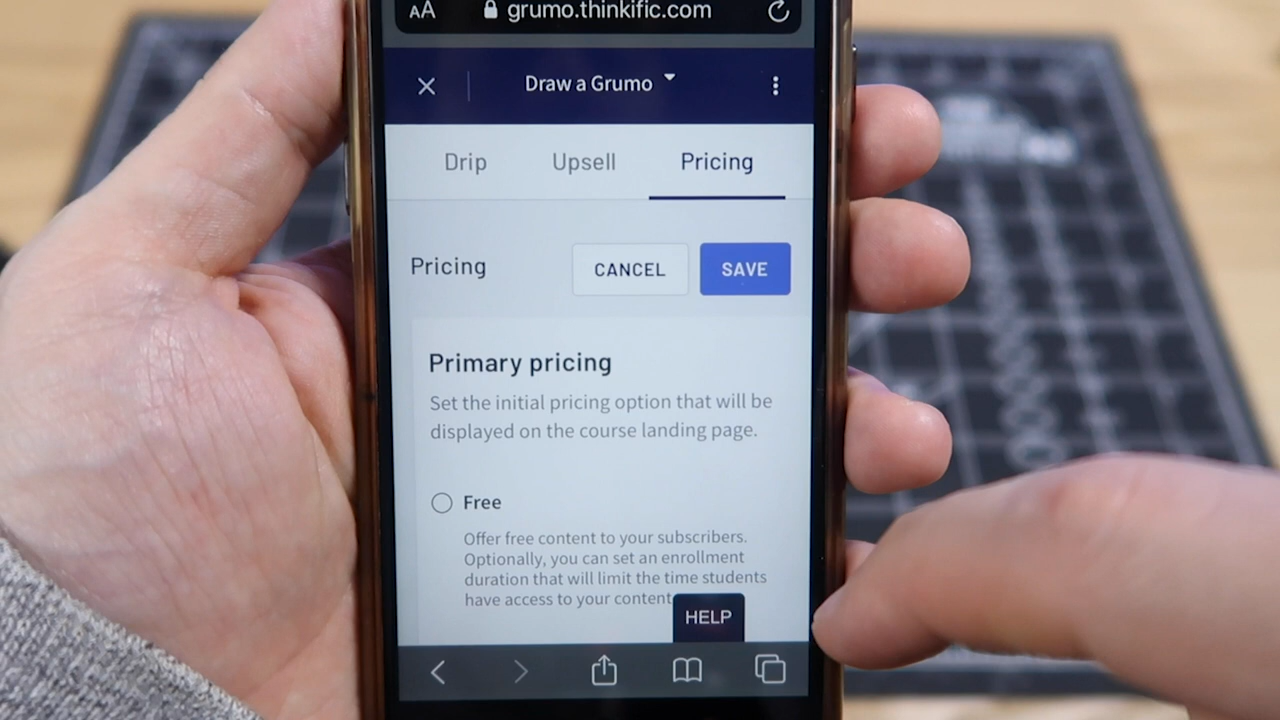 AA grumo.thinkific.com
Draw a Grumo
Drip Upsell Pricing
Pricing CANCEL SAVE
Primary pricing
Set the initial pricing option that will be
displayed on the course landing page.
Free
Offer free content to your subscribers.
Optionally, you can set an enrollment
duration that will limit the time students
have access to your content
HELP